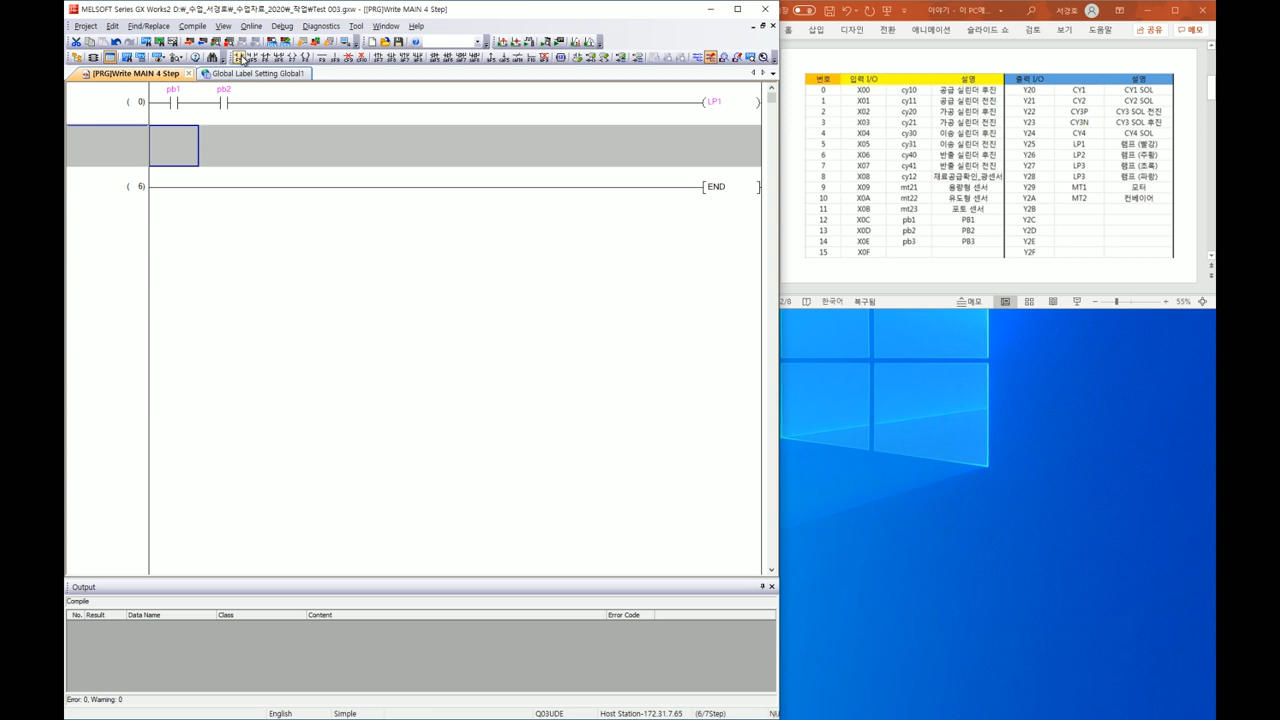 MELSOFT Series GX Works2 D:₩_수업_서경호₩_수업자료_2020₩_작업₩Test 003.gxw - [[PRG]Write MAIN 4 Step]
Project Edit Find/Replace Compile View Online Debug Diagnostics Tool Window Help
[PRG]Write MAIN 4 Step
Global Label Setting Global1
pb1 pb2
( 0) LP1
( 6) END
Output
Compile
No. Result Data Name Class Content Error Code
Error: 0, Warning: 0
English Simple Q03UDE Host Station-172.31.7.65 (6/7Step)
이야기 - 이 PC에... 서경호
홈 삽입 디자인 전환 애니메이션 슬라이드 쇼 검토 보기 도움말 공유 메모
번호 입력 I/O 설명 출력 I/O 설명
0 X00 cy10 공급 실린더 후진 Y20 CY1 CY1 SOL
1 X01 cy11 공급 실린더 전진 Y21 CY2 CY2 SOL
2 X02 cy20 가공 실린더 후진 Y22 CY3P CY3 SOL 전진
3 X03 cy21 가공 실린더 전진 Y23 CY3N CY3 SOL 후진
4 X04 cy30 이송 실린더 후진 Y24 CY4 CY4 SOL
5 X05 cy31 이송 실린더 전진 Y25 LP1 램프 (빨강)
6 X06 cy40 반출 실린더 후진 Y26 LP2 램프 (주황)
7 X07 cy41 반출 실린더 전진 Y27 LP3 램프 (초록)
8 X08 cy12 재료공급확인_광센서 Y28 LP3 램프 (파랑)
9 X09 mt21 용량형 센서 Y29 MT1 모터
10 X0A mt22 유도형 센서 Y2A MT2 컨베이어
11 X0B mt23 포토 센서 Y2B
12 X0C pb1 PB1 Y2C
13 X0D pb2 PB2 Y2D
14 X0E pb3 PB3 Y2E
15 X0F Y2F
2/8 한국어 복구됨 메모 55%